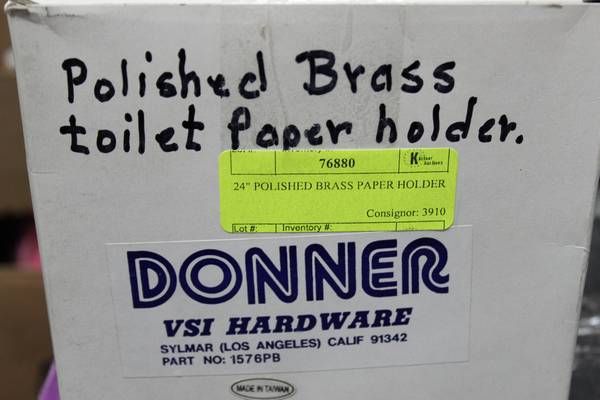 Polished Brass
toilet Paper holder.
76880
24" POLISHED BRASS PAPER HOLDER
Consignor: 3910
Lot #: Inventory #:
DONNER
VSI HARDWARE
SYLMAR (LOS ANGELES) CALIF 91342
PART NO: 1576PB
MADE IN TAIWAN